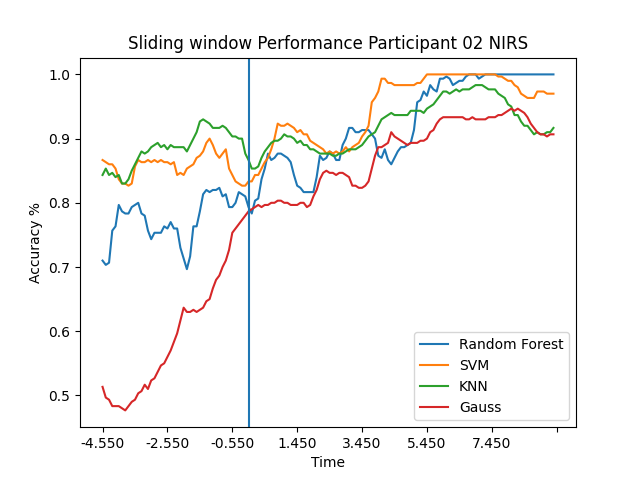 Sliding window Performance Participant 02 NIRS
1.0
0.9
0.8
0.7
0.6
0.5
Accuracy %
Random Forest
SVM
KNN
Gauss
-4.550 -2.550 -0.550 1.450 3.450 5.450 7.450
Time